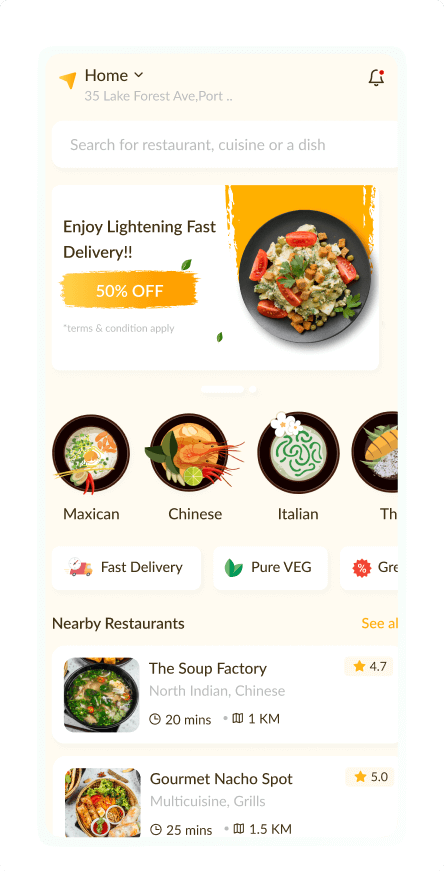 Home
35 Lake Forest Ave,Port ..
Search for restaurant, cuisine or a dish
Enjoy Lightening Fast
Delivery!!
50% OFF
*terms & condition apply
Maxican Chinese Italian Th
Fast Delivery Pure VEG % Gre
Nearby Restaurants See al
The Soup Factory 4.7
North Indian, Chinese
20 mins • 1 KM
Gourmet Nacho Spot 5.0
Multicuisine, Grills
25 mins • 1.5 KM